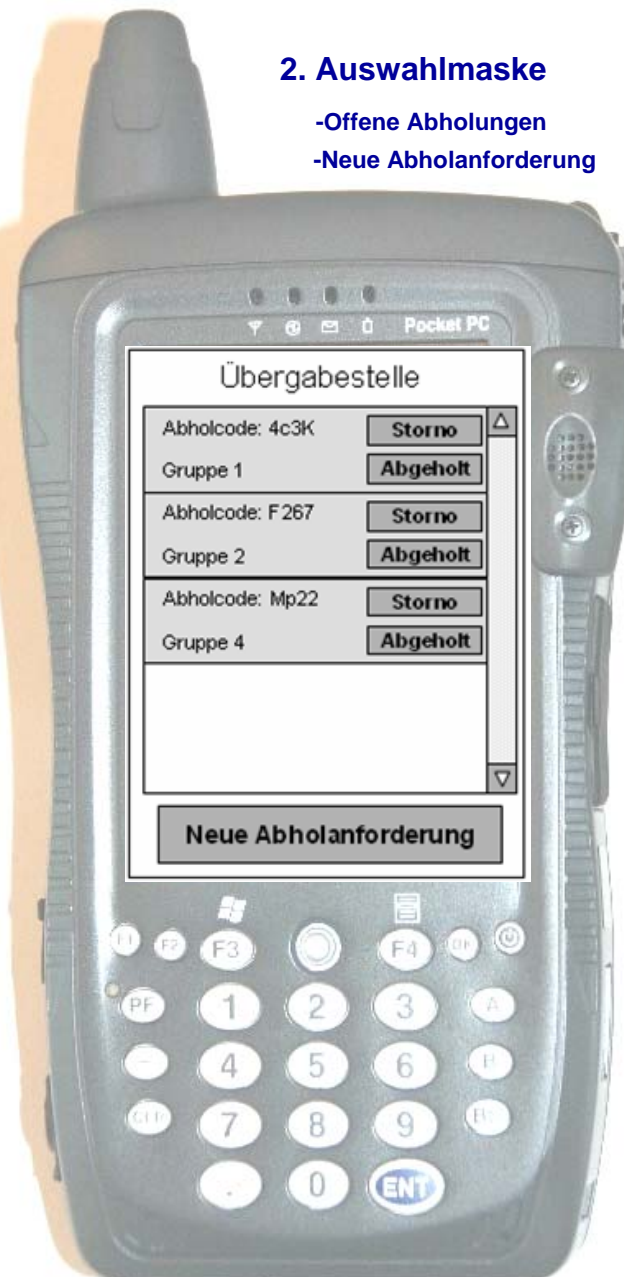 2. Auswahlmaske
-Offene Abholungen
-Neue Abholanforderung
Pocket PC
Übergabestelle
Abholcode: 4c3K
Storno
Gruppe 1
Abgeholt
Abholcode: F267
Storno
Gruppe 2
Abgeholt
Abholcode: Mp22
Storno
Gruppe 4
Abgeholt
Neue Abholanforderung
F1 F2 F3 F4 OK
PF 1 2 3 A
4 5 6 B
CLR 7 8 9
. 0 ENT